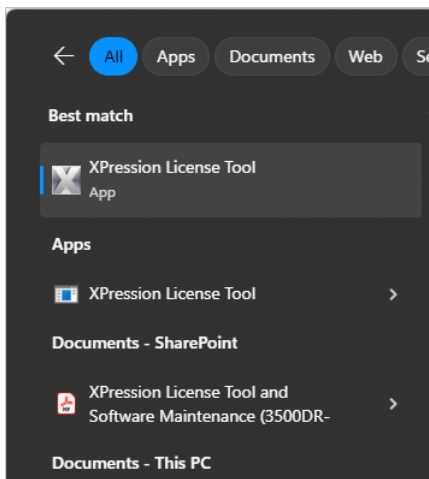 All Apps Documents Web Se
Best match
XPression License Tool
App
Apps
XPression License Tool
Documents - SharePoint
XPression License Tool and
Software Maintenance (3500DR-
Documents - This PC